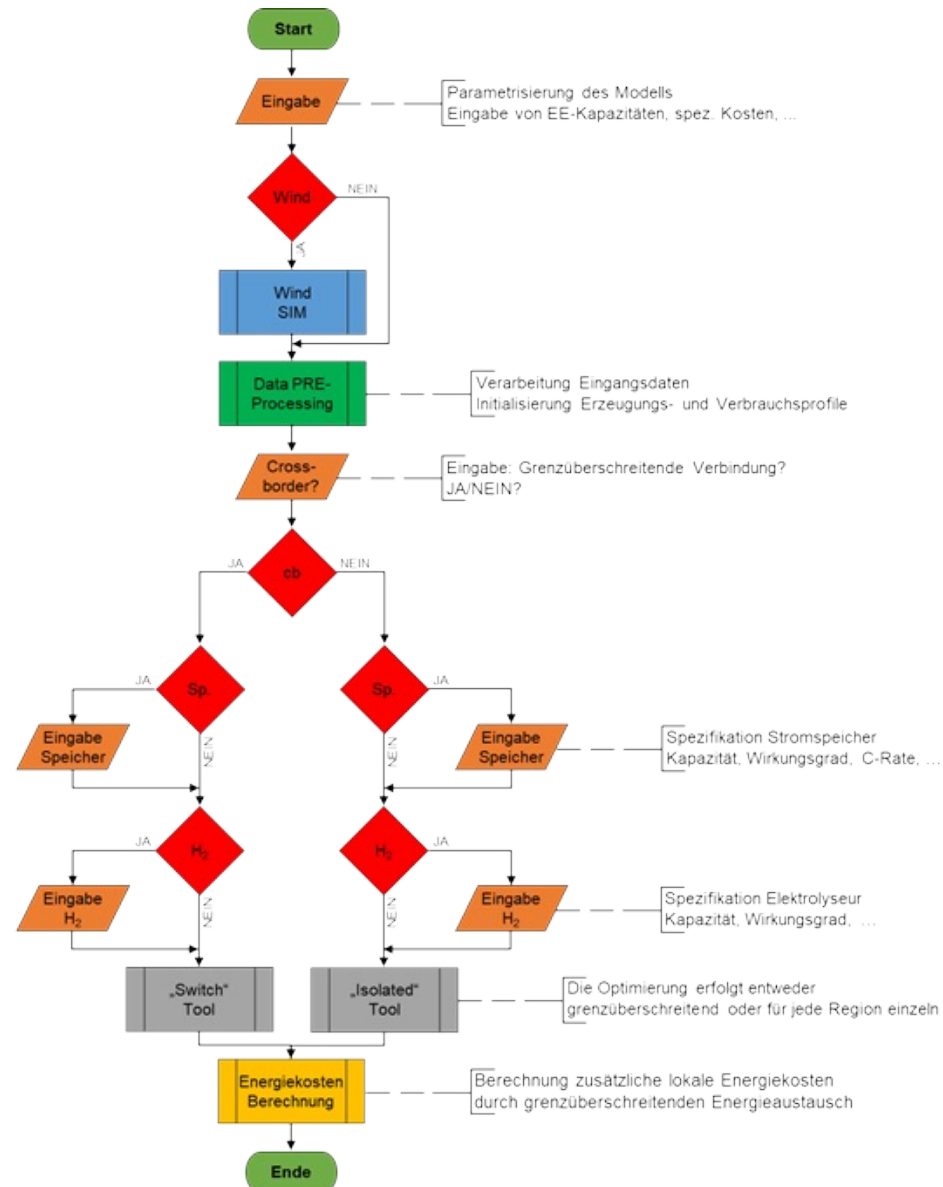 Start
Eingabe
Parametrisierung des Modells
Eingabe von EE-Kapazitäten, spez. Kosten, ...
Wind
NEIN
JA
Wind
SIM
Data PRE-
Processing
Verarbeitung Eingangsdaten
Initialisierung Erzeugungs- und Verbrauchsprofile
Cross-
border?
Eingabe: Grenzüberschreitende Verbindung?
JA/NEIN?
JA
cb
NEIN
JA
Sp.
NEIN
Eingabe
Speicher
Sp.
JA
NEIN
Eingabe
Speicher
Spezifikation Stromspeicher
Kapazität, Wirkungsgrad, C-Rate, ...
JA
H₂
NEIN
Eingabe
H₂
H₂
JA
NEIN
Eingabe
H₂
Spezifikation Elektrolyseur
Kapazität, Wirkungsgrad, ...
„Switch“
Tool
„Isolated“
Tool
Die Optimierung erfolgt entweder
grenzüberschreitend oder für jede Region einzeln
Energiekosten
Berechnung
Berechnung zusätzliche lokale Energiekosten
durch grenzüberschreitenden Energieaustausch
Ende